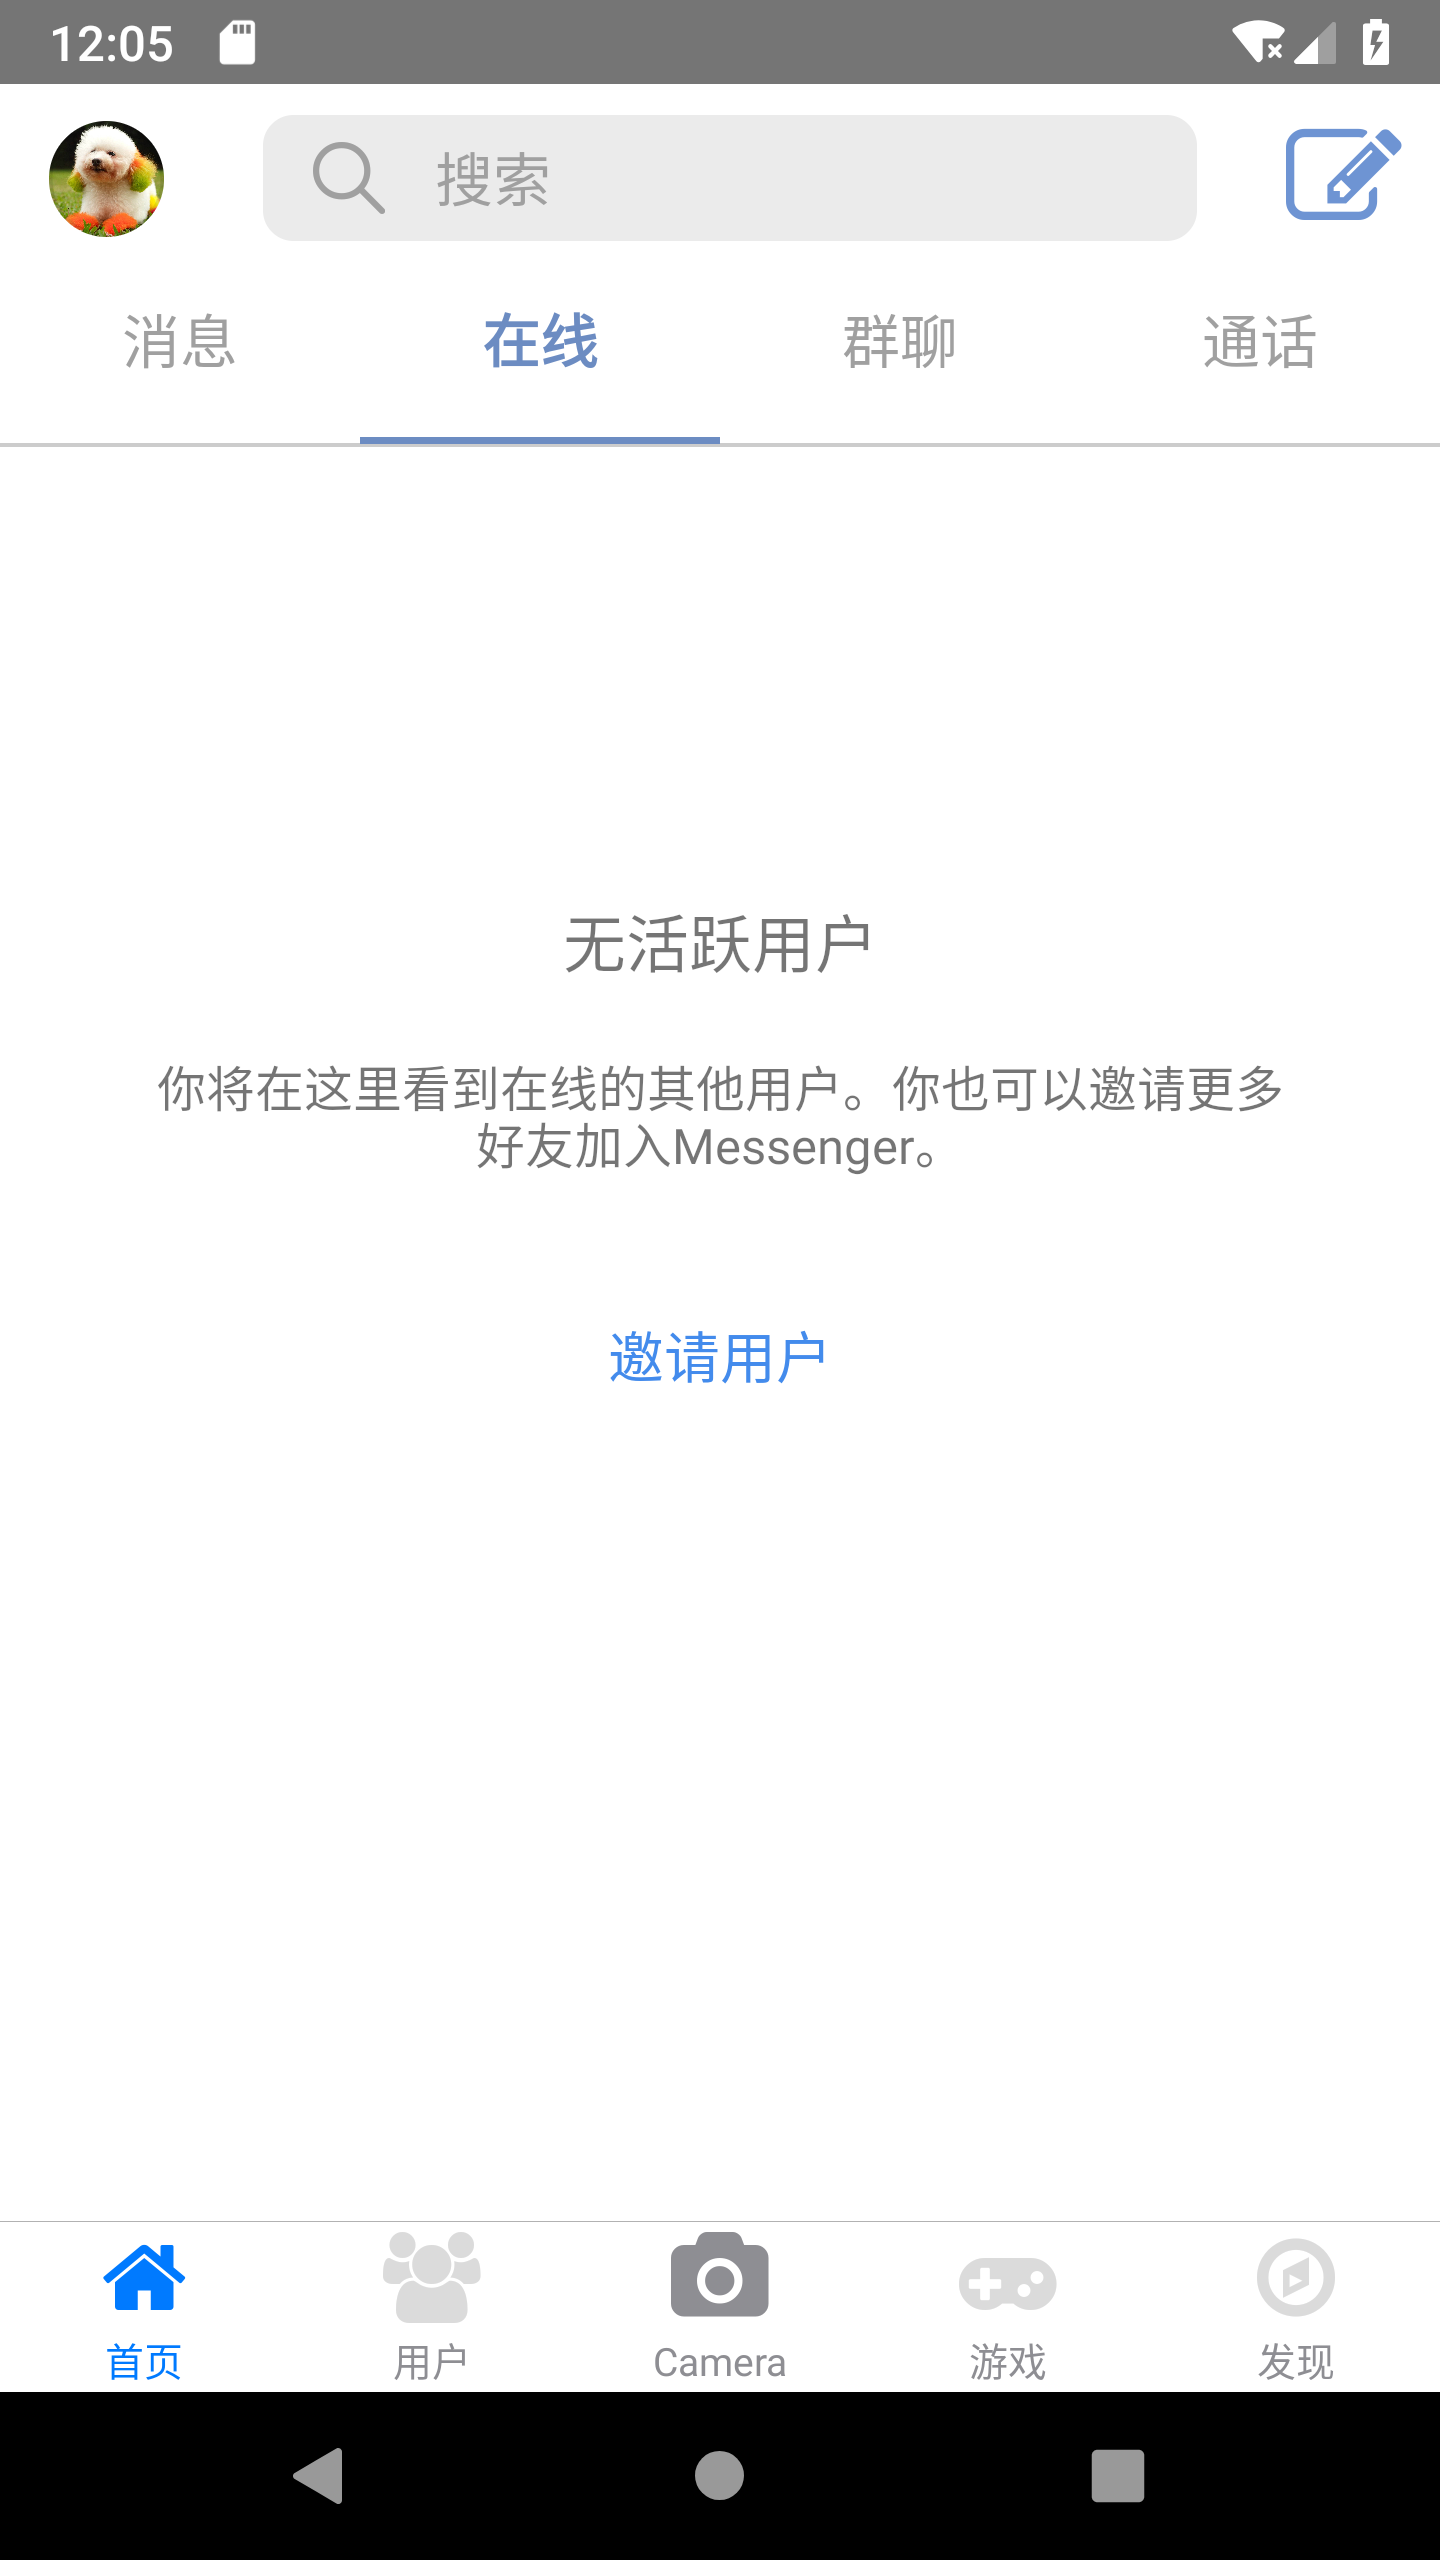 12:05
搜索
消息 在线 群聊 通话
无活跃用户
你将在这里看到在线的其他用户。你也可以邀请更多
好友加入Messenger。
邀请用户
首页 用户 Camera 游戏 发现